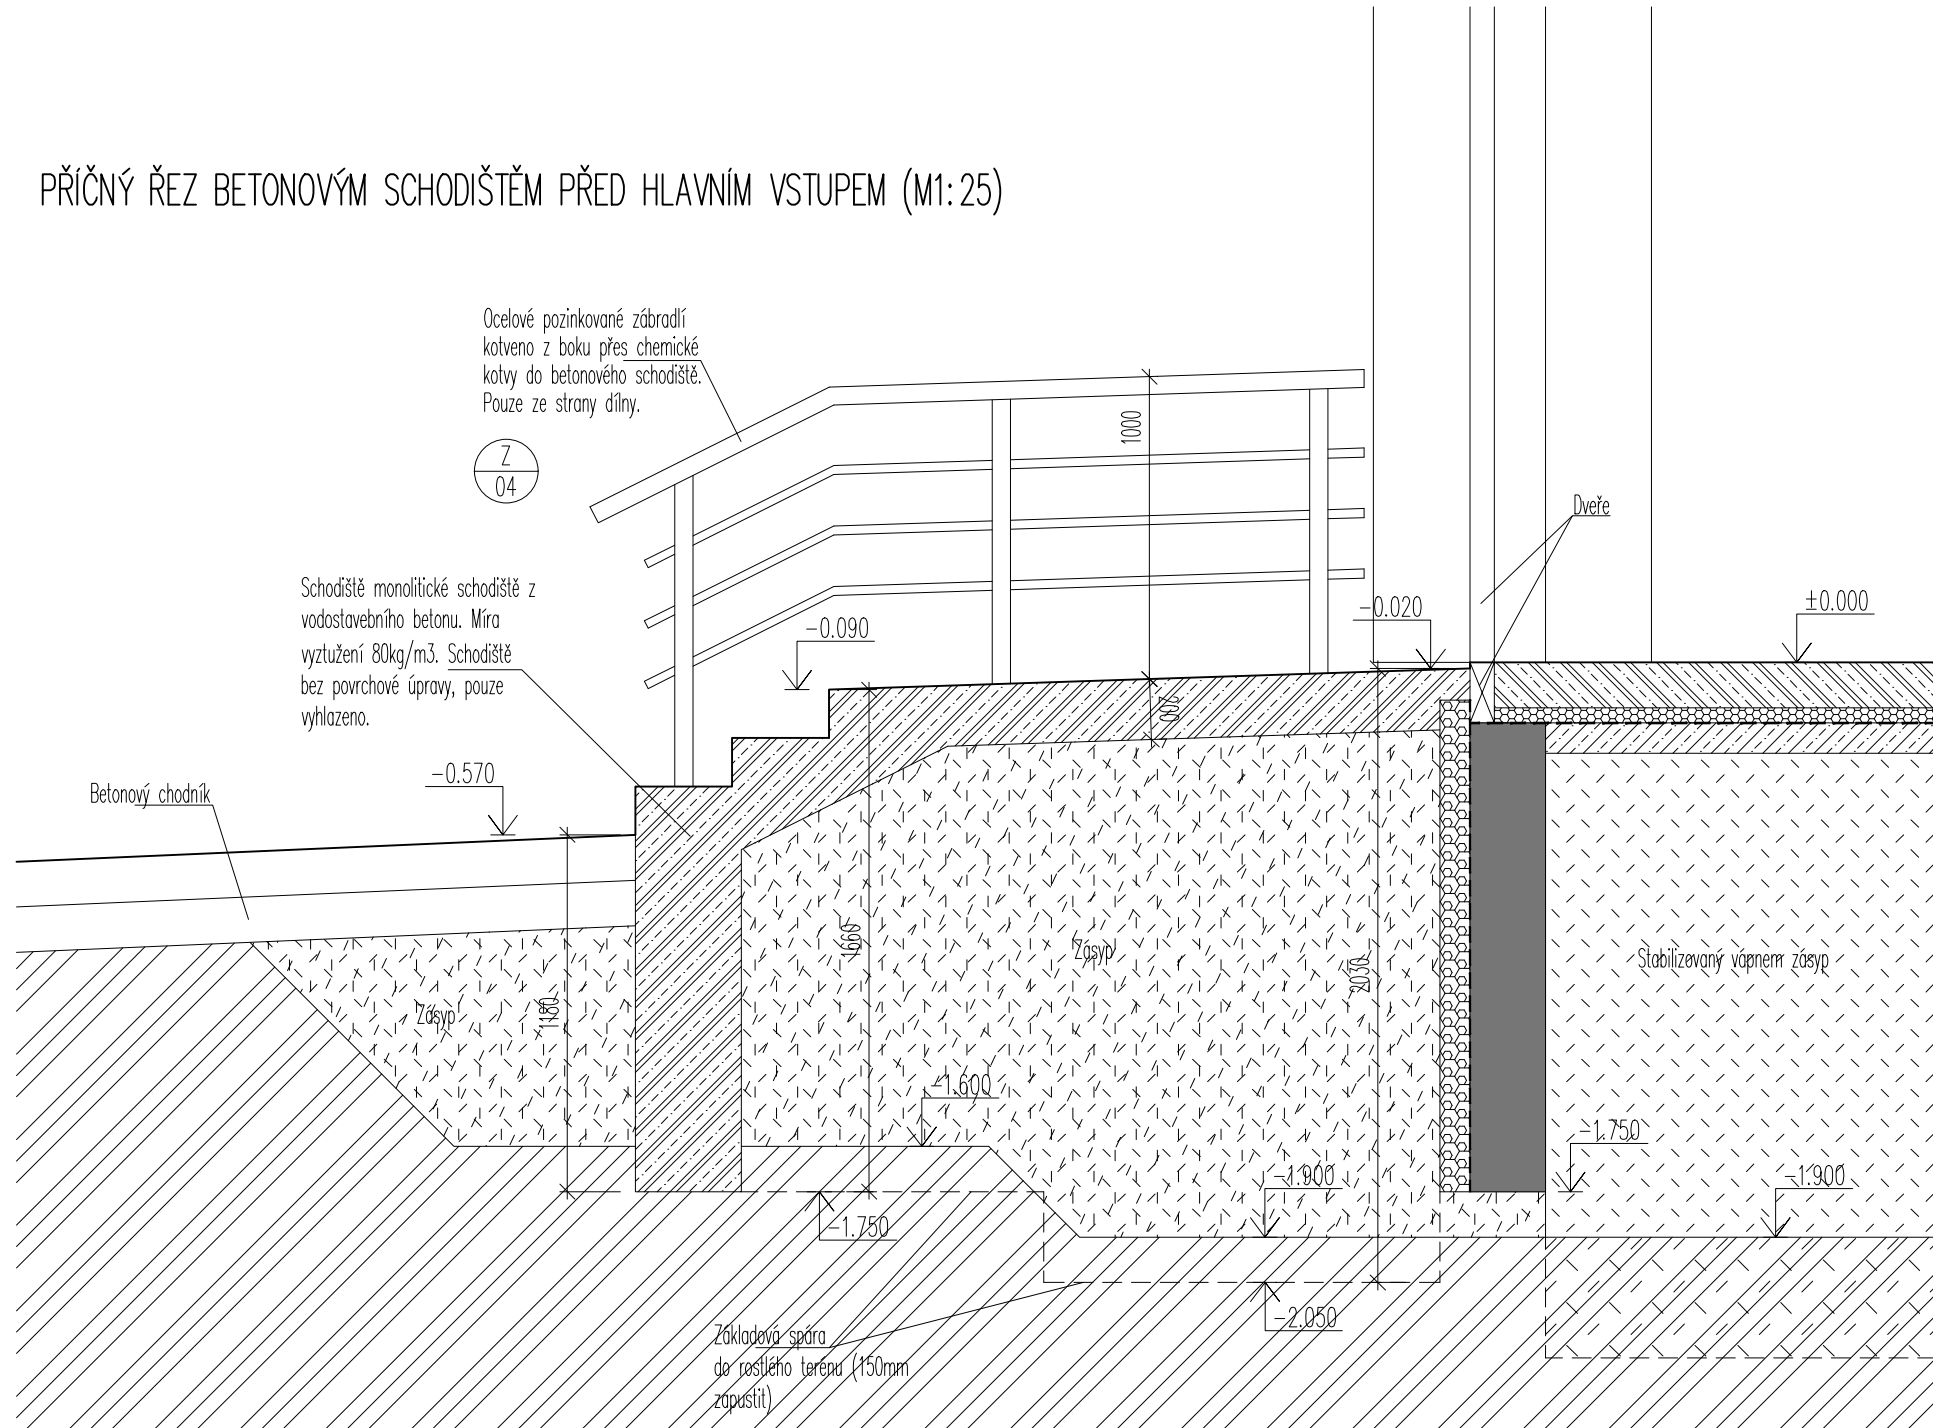 PŘÍČNÝ ŘEZ BETONOVÝM SCHODIŠTĚM PŘED HLAVNÍM VSTUPEM (M1:25)
Ocelové pozinkované zábradlí
kotveno z boku přes chemické
kotvy do betonového schodiště.
Pouze ze strany dílny.
Z
04
1000
Dveře
Schodiště monolitické schodiště z
vodostavebního betonu. Míra
vyztužení 80kg/m3. Schodiště
bez povrchové úpravy, pouze
vyhlazeno.
-0.090
-0.020
±0.000
200
-0.570
Betonový chodník
1660
Zásyp
2030
Stabilizovaný vápnem zásyp
Zásyp
1180
-1.600
-1.750
-1.900
-1.900
-1.750
-2.050
Základová spára
do rostlého terénu (150mm
zapustit)